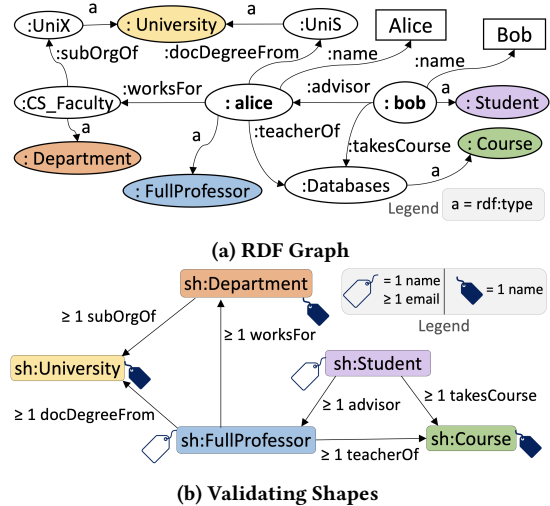 a
a
:UniX
: University
:UniS
Alice
Bob
:subOrgOf
:docDegreeFrom
:name
:name
:CS_Faculty
:worksFor
: alice
:advisor
: bob
a
: Student
a
:teacherOf
:takesCourse
: Course
: Department
a
a
: FullProfessor
:Databases
Legend
a = rdf:type
(a) RDF Graph
sh:Department
= 1 name
≥ 1 email
= 1 name
Legend
≥ 1 subOrgOf
≥ 1 worksFor
sh:University
sh:Student
≥ 1 docDegreeFrom
≥ 1 advisor
≥ 1 takesCourse
sh:FullProfessor
sh:Course
≥ 1 teacherOf
(b) Validating Shapes